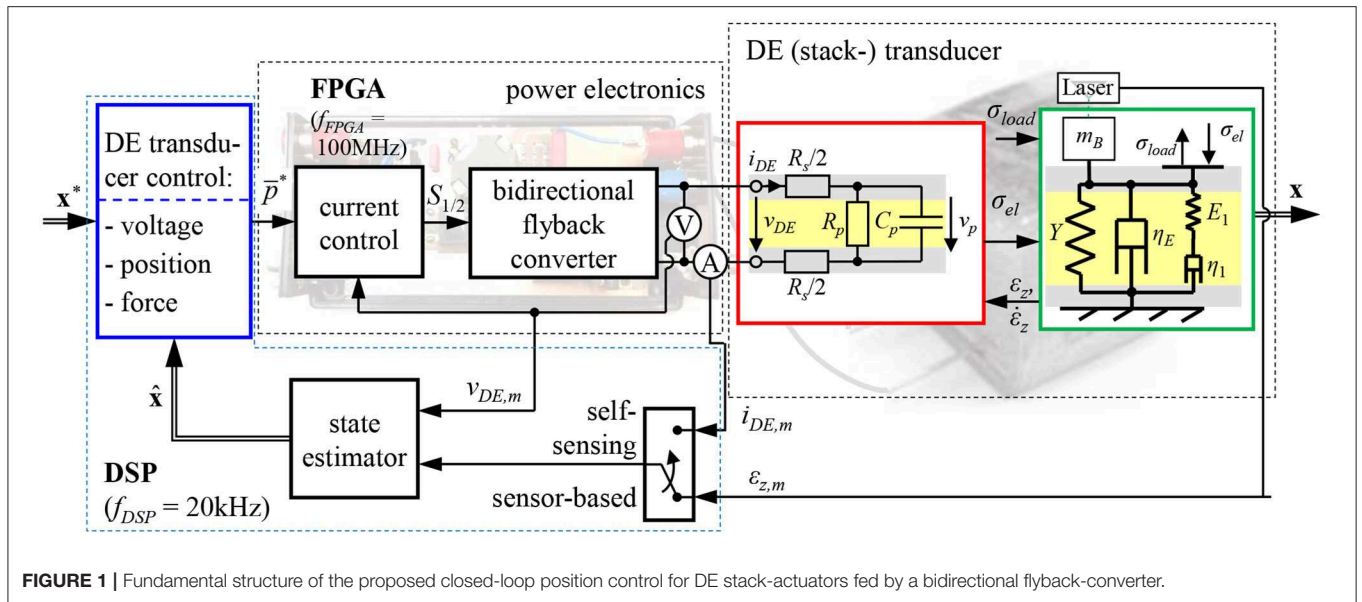 DE (stack-) transducer
FPGA
(f_FPGA =
100MHz)
power electronics
Laser
DE transdu-
cer control:
- voltage
- position
- force
x*
p̅*
current
control
S1/2
bidirectional
flyback
converter
V
A
i_DE
R_s/2
v_DE
R_p
C_p
v_p
R_s/2
σ_load
σ_el
ε_z,
ε̇_z
m_B
σ_load
σ_el
Y
η_E
E_1
η_1
x
x̂
v_DE,m
state
estimator
self-
sensing
sensor-based
i_DE,m
ε_z,m
DSP
(f_DSP = 20kHz)
FIGURE 1 | Fundamental structure of the proposed closed-loop position control for DE stack-actuators fed by a bidirectional flyback-converter.